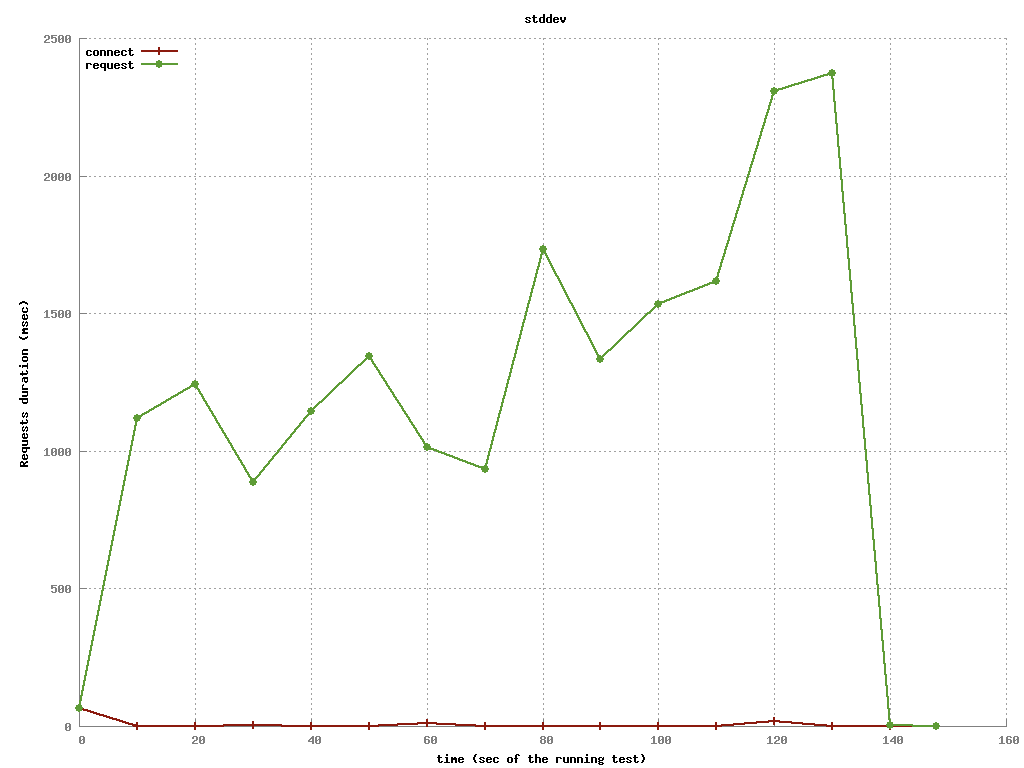 stddev
2500
connect
request
2000
1500
Requests duration (msec)
1000
500
0
0 20 40 60 80 100 120 140 160
time (sec of the running test)